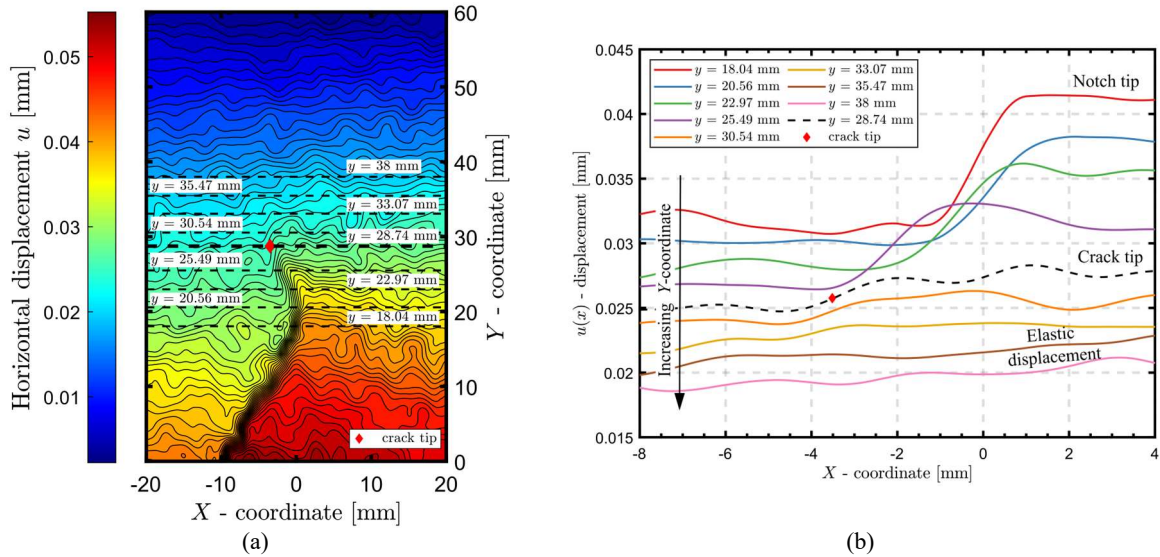 Horizontal displacement u [mm]
0.05
0.04
0.03
0.02
0.01
y = 38 mm
y = 35.47 mm
y = 33.07 mm
y = 30.54 mm
y = 28.74 mm
y = 25.49 mm
y = 22.97 mm
y = 20.56 mm
y = 18.04 mm
crack tip
60
50
40
30
20
10
0
Y - coordinate [mm]
-20 -10 0 10 20
X - coordinate [mm]
(a)
0.045
0.04
0.035
0.03
0.025
0.02
0.015
u(x) - displacement [mm]
y = 18.04 mm
y = 20.56 mm
y = 22.97 mm
y = 25.49 mm
y = 30.54 mm
y = 33.07 mm
y = 35.47 mm
y = 38 mm
y = 28.74 mm
crack tip
Notch tip
Crack tip
Elastic
displacement
Increasing Y-coordinate
-8 -6 -4 -2 0 2 4
X - coordinate [mm]
(b)